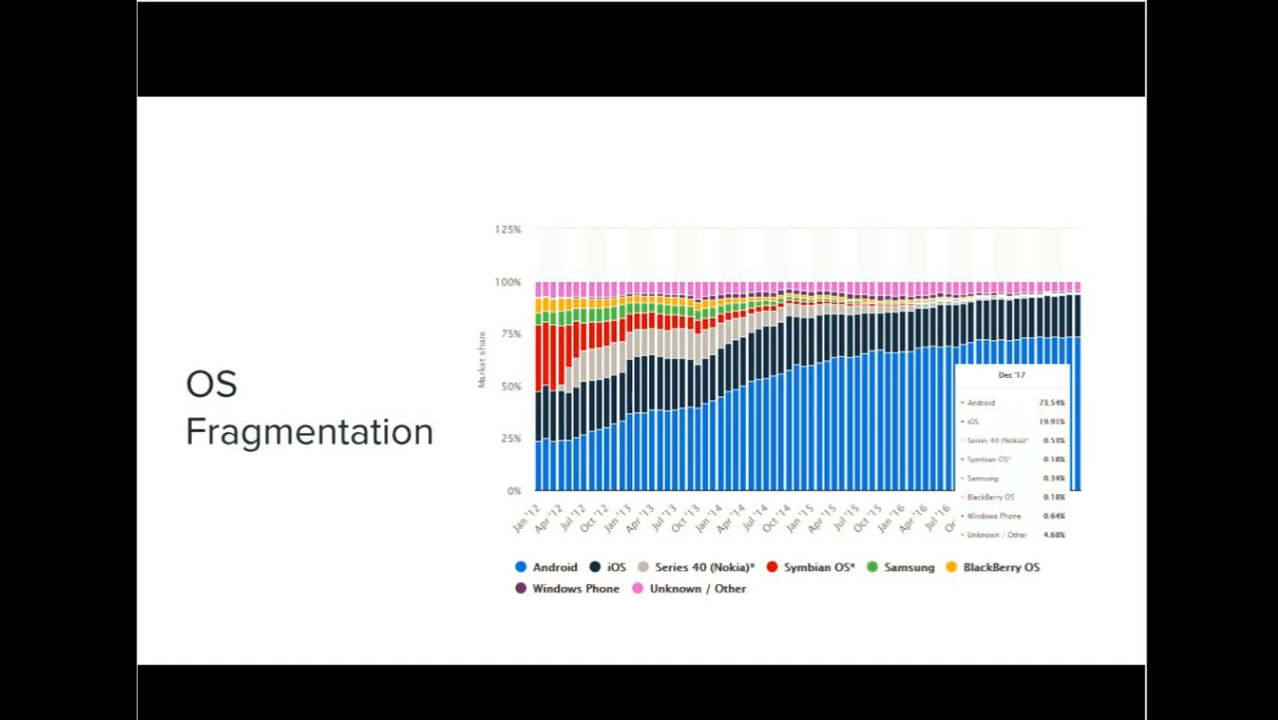 OS
Fragmentation
125%
100%
75%
50%
25%
0%
Market share
Jan '12
Apr '12
Jul '12
Oct '12
Jan '13
Apr '13
Jul '13
Oct '13
Jan '14
Apr '14
Jul '14
Oct '14
Jan '15
Apr '15
Jul '15
Oct '15
Jan '16
Apr '16
Jul '16
Dec '17
Android 73.54%
iOS 19.91%
Series 40 (Nokia)* 0.53%
Symbian OS* 0.18%
Samsung 0.34%
BlackBerry OS 0.18%
Windows Phone 0.64%
Unknown / Other 4.68%
Android iOS Series 40 (Nokia)* Symbian OS* Samsung BlackBerry OS
Windows Phone Unknown / Other